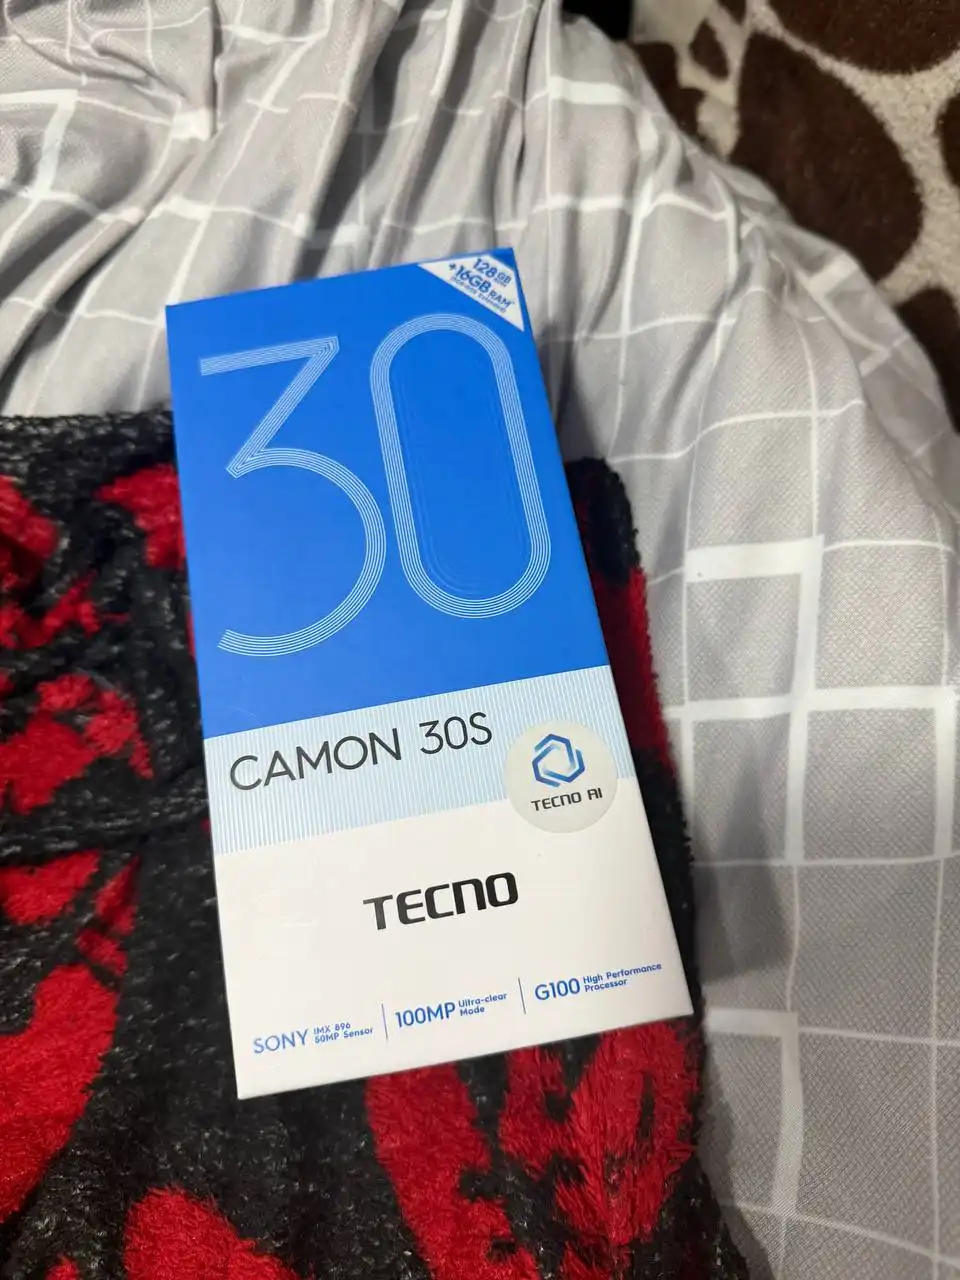 128GB ROM
+16GB RAM*
30
CAMON 30S
TECNO AI
TECNO
SONY IMX 896
50MP Sensor
100MP Ultra-clear
Mode
G100 High Performance
Processor